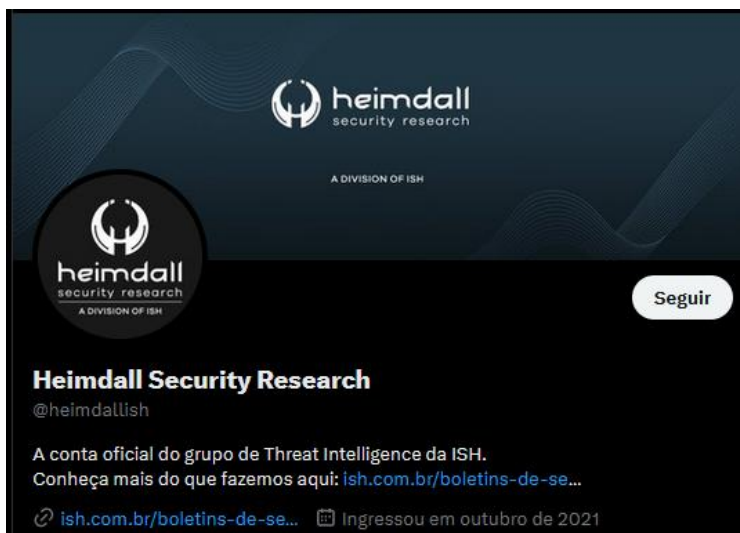 heimdall
security research
A DIVISION OF ISH
heimdall
security research
A DIVISION OF ISH
Seguir
Heimdall Security Research
@heimdallish
A conta oficial do grupo de Threat Intelligence da ISH.
Conheça mais do que fazemos aqui: ish.com.br/boletins-de-se...
ish.com.br/boletins-de-se... Ingressou em outubro de 2021